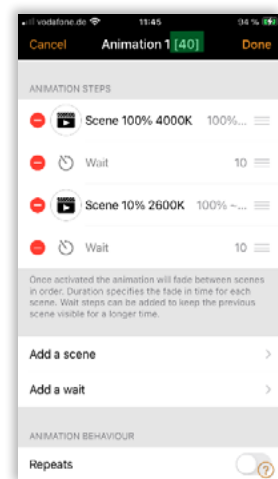 vodafone.de 11:45 94 %
Cancel Animation 1 [40] Done
ANIMATION STEPS
Scene 100% 4000K 100%...
Wait 10
Scene 10% 2600K 100% ~...
Wait 10
Once activated the animation will fade between scenes
in order. Duration specifies the fade in time for each
scene. Wait steps can be added to keep the previous
scene visible for a longer time.
Add a scene
Add a wait
ANIMATION BEHAVIOUR
Repeats
?